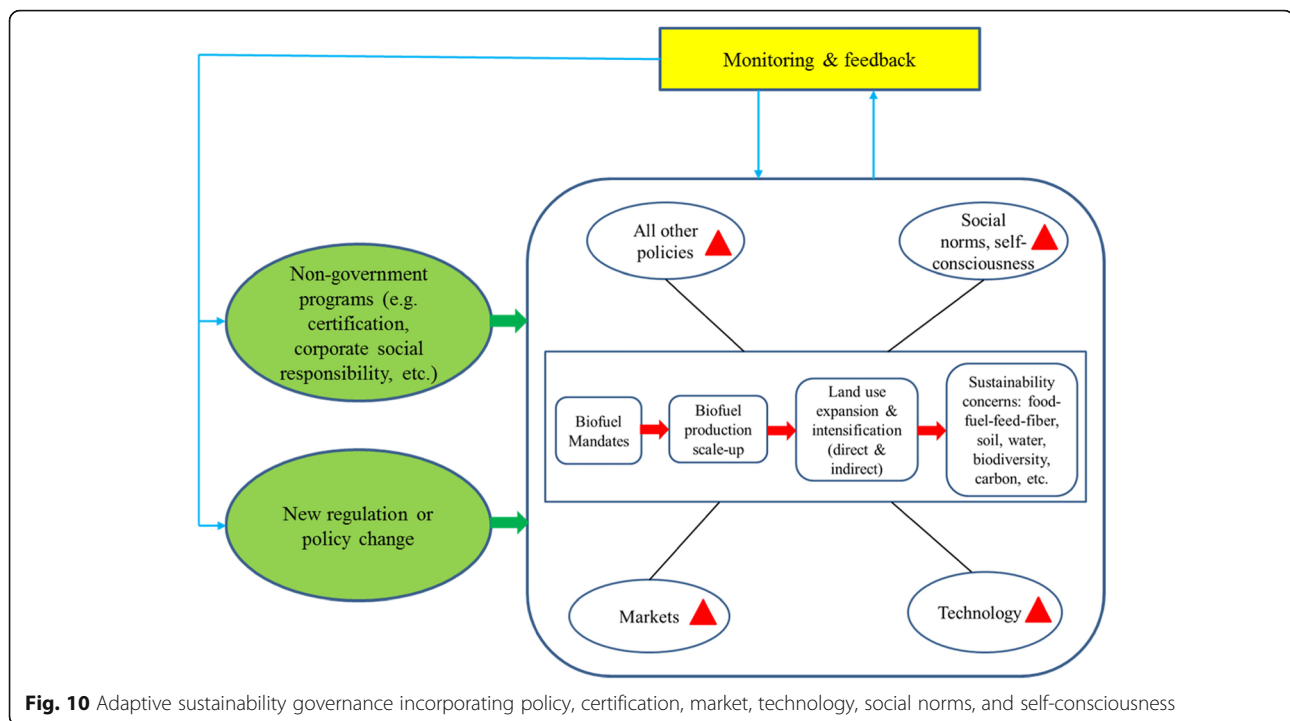 Monitoring & feedback
All other
policies
Social
norms, self-
consciousness
Non-government
programs (e.g.
certification,
corporate social
responsibility, etc.)
Biofuel
Mandates
Biofuel
production
scale-up
Land use
expansion &
intensification
(direct &
indirect)
Sustainability
concerns: food-
fuel-feed-fiber,
soil, water,
biodiversity,
carbon, etc.
New regulation or
policy change
Markets
Technology
Fig. 10 Adaptive sustainability governance incorporating policy, certification, market, technology, social norms, and self-consciousness